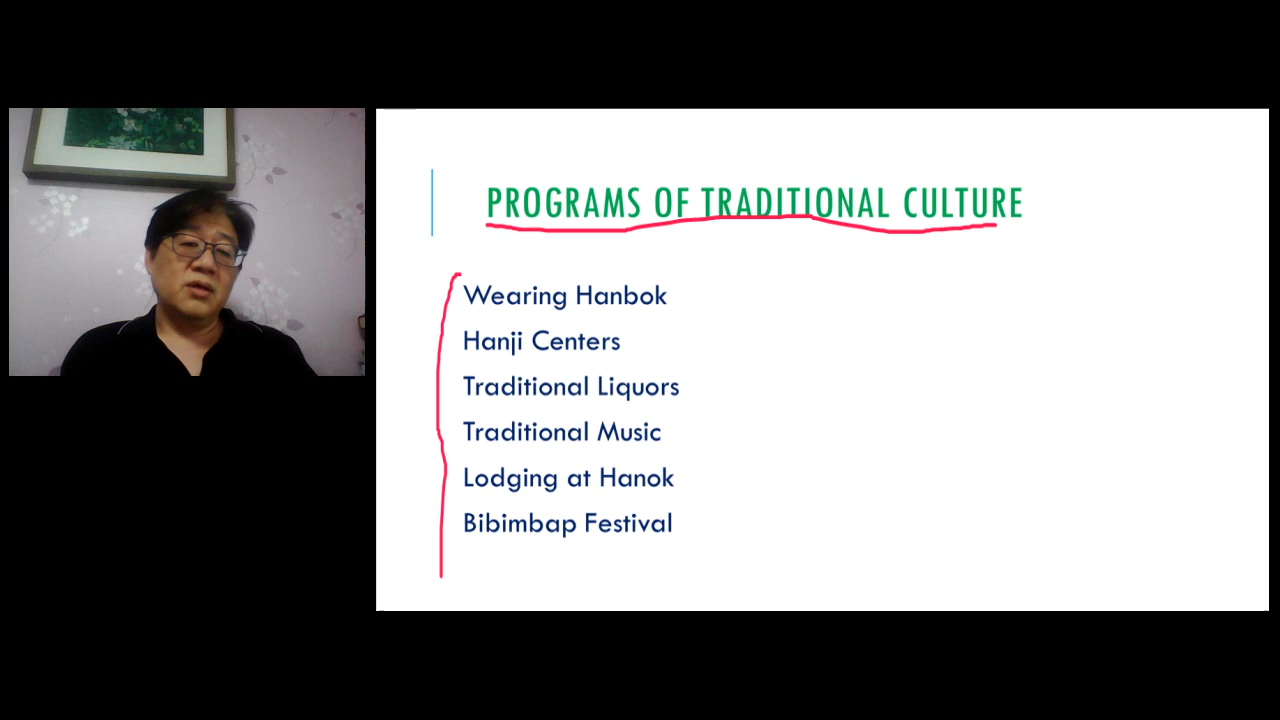 PROGRAMS OF TRADITIONAL CULTURE
Wearing Hanbok
Hanji Centers
Traditional Liquors
Traditional Music
Lodging at Hanok
Bibimbap Festival